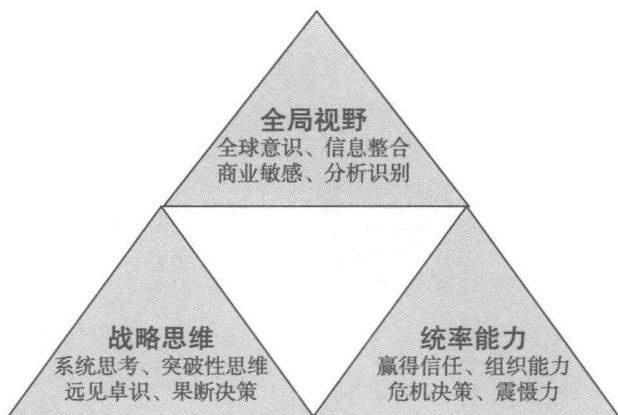 全局视野
全球意识、信息整合
商业敏感、分析识别
战略思维
系统思考、突破性思维
远见卓识、果断决策
统率能力
赢得信任、组织能力
危机决策、震慑力